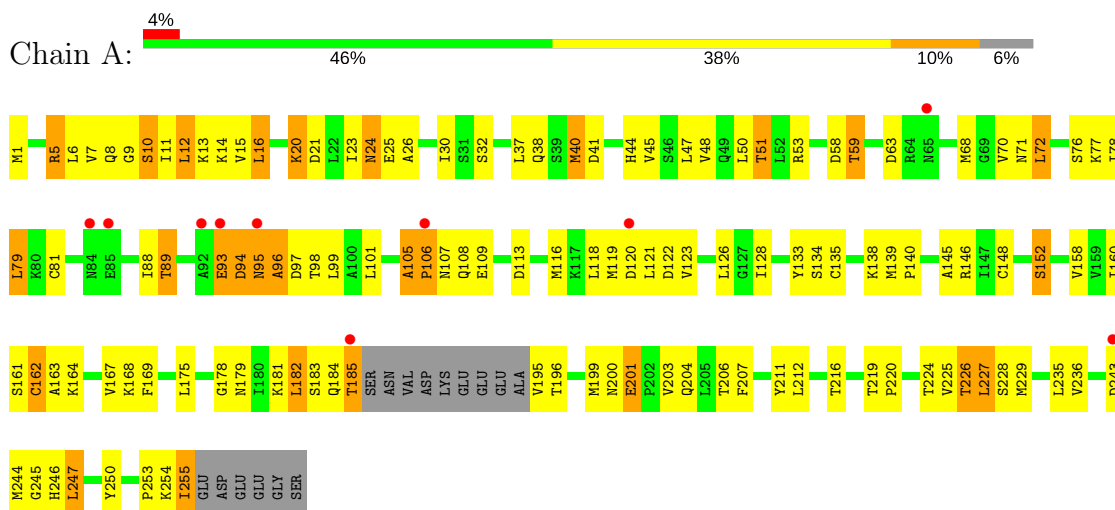 4%
Chain A:
46% 38% 10% 6%
M1 R5 L6 V7 Q8 G9 S10 I11 L12 K13 K14 V15 L16 K20 D21 L22 I23 N24 E25 A26 I30 S31 S32 L37 Q38 S39 M40 D41 H44 V45 S46 L47 V48 Q49 L50 T51 L52 R53 D58 T59 D63 R64 N65 M68 G69 V70 N71 L72 S76 K77
L79 K80 C81 N84 E85 I88 T89 A92 E93 D94 N95 A96 D97 T98 L99 A100 L101 A105 P106 N107 Q108 E109 D113 M116 K117 L118 M119 D120 L121 D122 V123 L126 G127 I128 Y133 S134 C135 K138 M139 P140 A145 R146 I147 C148 S152 V158 V159
S161 C162 A163 K164 V167 K168 F169 L175 G178 N179 I180 K181 L182 S183 Q184 T185 SER ASN VAL ASP LYS GLU GLU GLU ALA V195 T196 M199 N200 E201 P202 V203 Q204 L205 T206 F207 Y211 L212 T216 T219 P220 T224 V225 T226 L227 S228 M229 L235 V236
M244 G245 H246 L247 Y250 P253 K254 I255 GLU ASP GLU GLU GLY SER